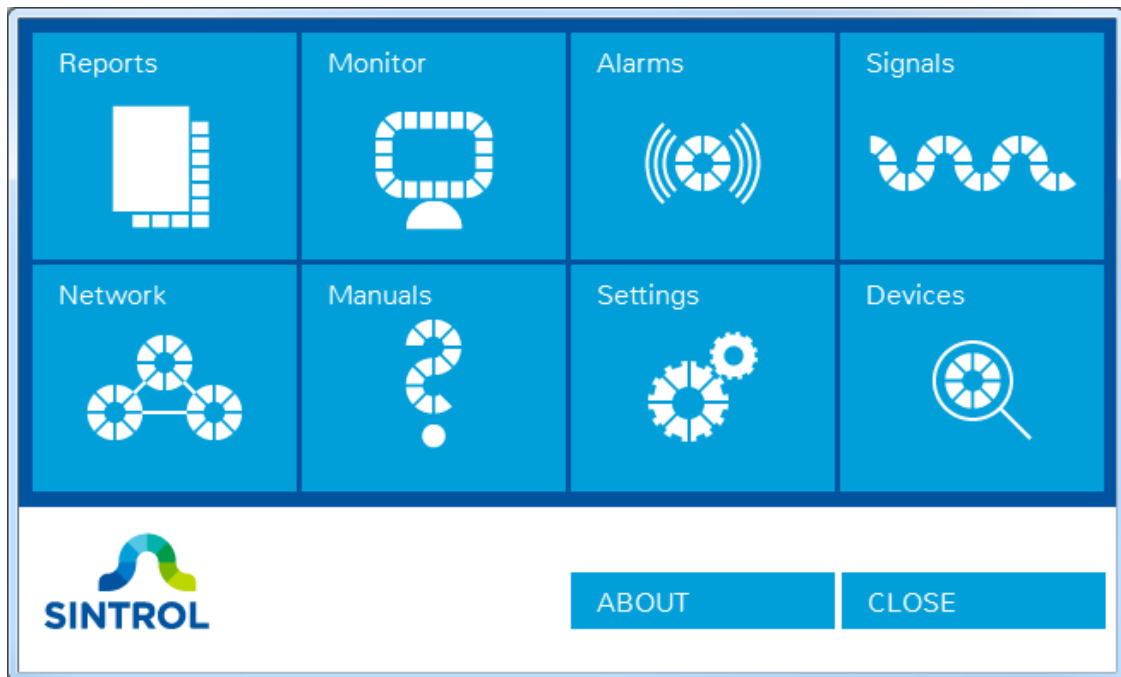 Reports
Monitor
Alarms
Signals
Network
Manuals
Settings
Devices
SINTROL
ABOUT
CLOSE